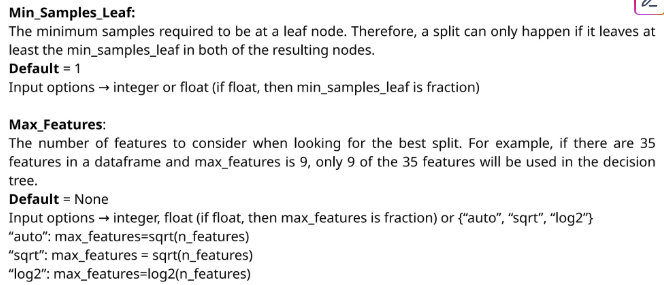 Min_Samples_Leaf:
The minimum samples required to be at a leaf node. Therefore, a split can only happen if it leaves at
least the min_samples_leaf in both of the resulting nodes.
Default = 1
Input options → integer or float (if float, then min_samples_leaf is fraction)
Max_Features:
The number of features to consider when looking for the best split. For example, if there are 35
features in a dataframe and max_features is 9, only 9 of the 35 features will be used in the decision
tree.
Default = None
Input options → integer, float (if float, then max_features is fraction) or {“auto”, “sqrt”, “log2”}
“auto”: max_features=sqrt(n_features)
“sqrt”: max_features = sqrt(n_features)
“log2”: max_features=log2(n_features)